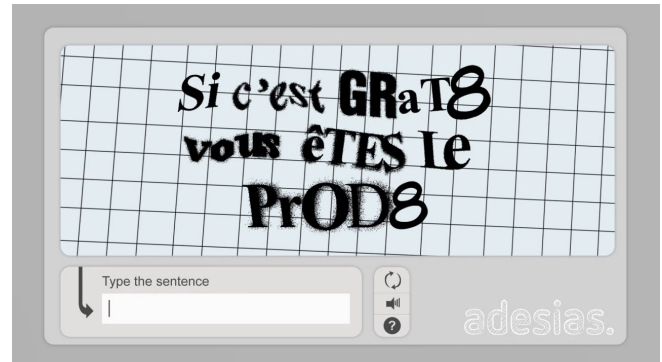 Si c'est GRaT8
vous êTES le
PrOD8
Type the sentence
adesias.